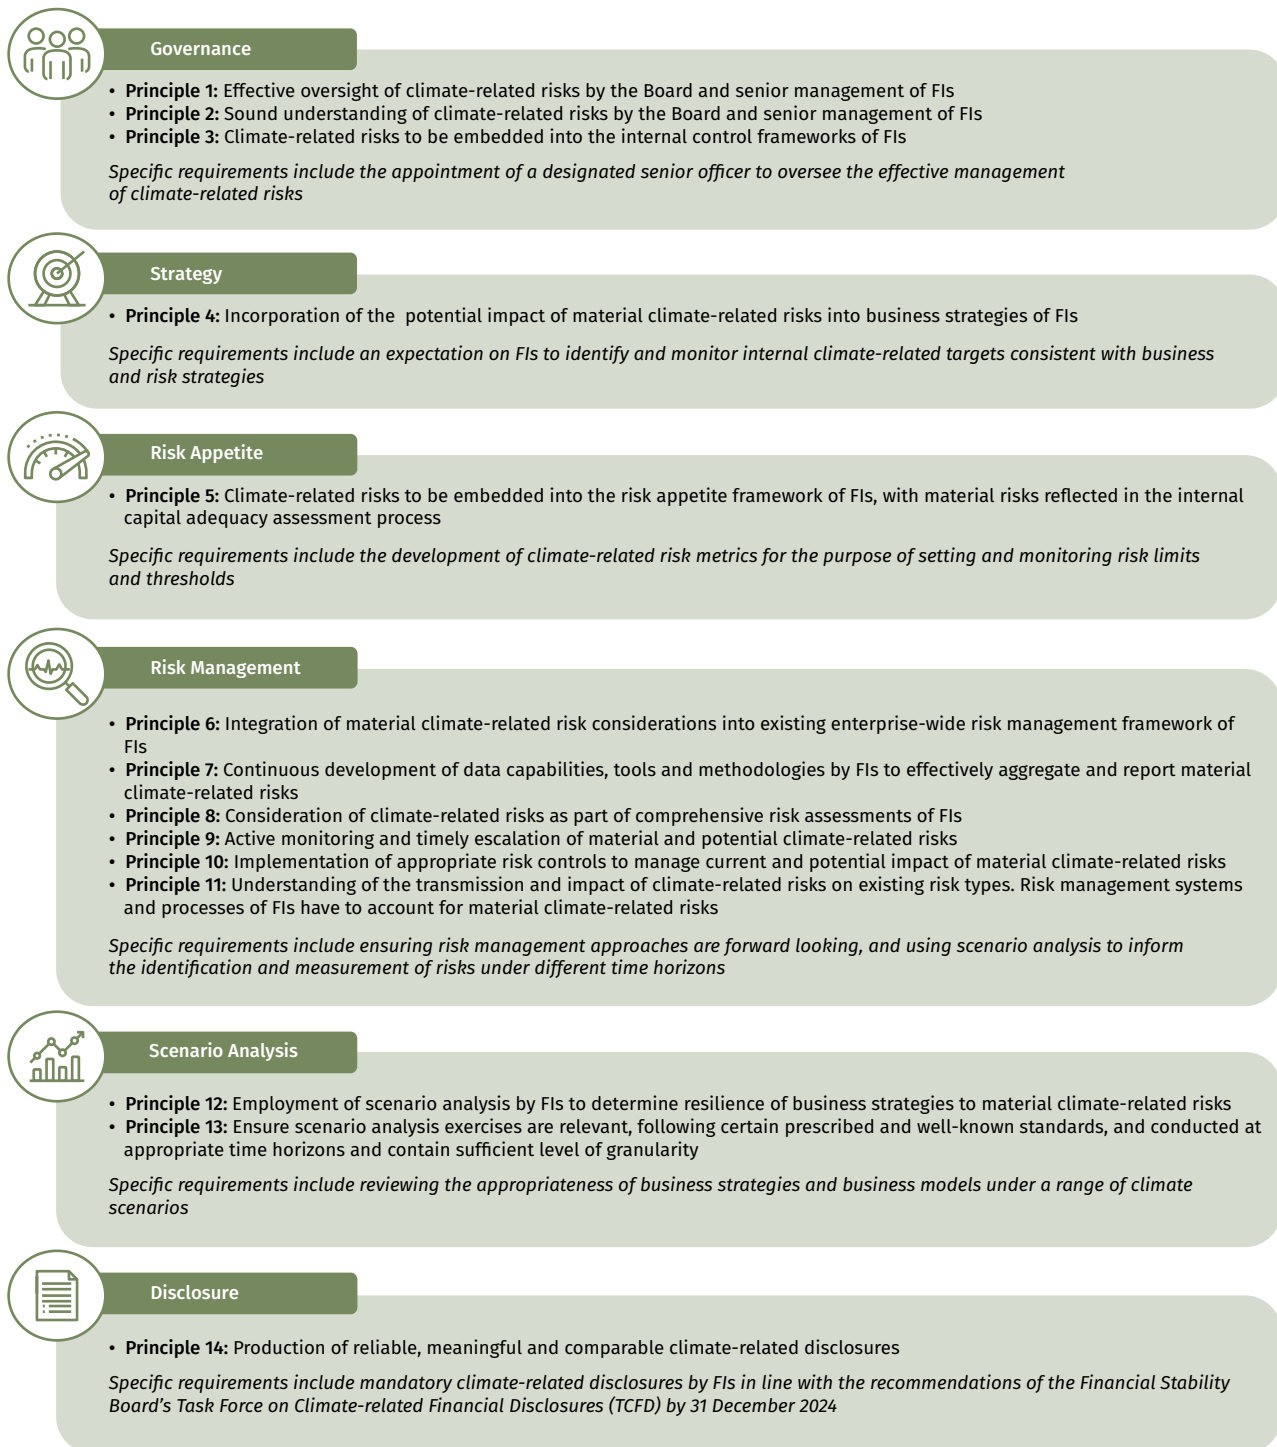 Governance
• Principle 1: Effective oversight of climate-related risks by the Board and senior management of FIs
• Principle 2: Sound understanding of climate-related risks by the Board and senior management of FIs
• Principle 3: Climate-related risks to be embedded into the internal control frameworks of FIs
Specific requirements include the appointment of a designated senior officer to oversee the effective management
of climate-related risks
Strategy
• Principle 4: Incorporation of the potential impact of material climate-related risks into business strategies of FIs
Specific requirements include an expectation on FIs to identify and monitor internal climate-related targets consistent with business
and risk strategies
Risk Appetite
• Principle 5: Climate-related risks to be embedded into the risk appetite framework of FIs, with material risks reflected in the internal
capital adequacy assessment process
Specific requirements include the development of climate-related risk metrics for the purpose of setting and monitoring risk limits
and thresholds
Risk Management
• Principle 6: Integration of material climate-related risk considerations into existing enterprise-wide risk management framework of
FIs
• Principle 7: Continuous development of data capabilities, tools and methodologies by FIs to effectively aggregate and report material
climate-related risks
• Principle 8: Consideration of climate-related risks as part of comprehensive risk assessments of FIs
• Principle 9: Active monitoring and timely escalation of material and potential climate-related risks
• Principle 10: Implementation of appropriate risk controls to manage current and potential impact of material climate-related risks
• Principle 11: Understanding of the transmission and impact of climate-related risks on existing risk types. Risk management systems
and processes of FIs have to account for material climate-related risks
Specific requirements include ensuring risk management approaches are forward looking, and using scenario analysis to inform
the identification and measurement of risks under different time horizons
Scenario Analysis
• Principle 12: Employment of scenario analysis by FIs to determine resilience of business strategies to material climate-related risks
• Principle 13: Ensure scenario analysis exercises are relevant, following certain prescribed and well-known standards, and conducted at
appropriate time horizons and contain sufficient level of granularity
Specific requirements include reviewing the appropriateness of business strategies and business models under a range of climate
scenarios
Disclosure
• Principle 14: Production of reliable, meaningful and comparable climate-related disclosures
Specific requirements include mandatory climate-related disclosures by FIs in line with the recommendations of the Financial Stability
Board's Task Force on Climate-related Financial Disclosures (TCFD) by 31 December 2024